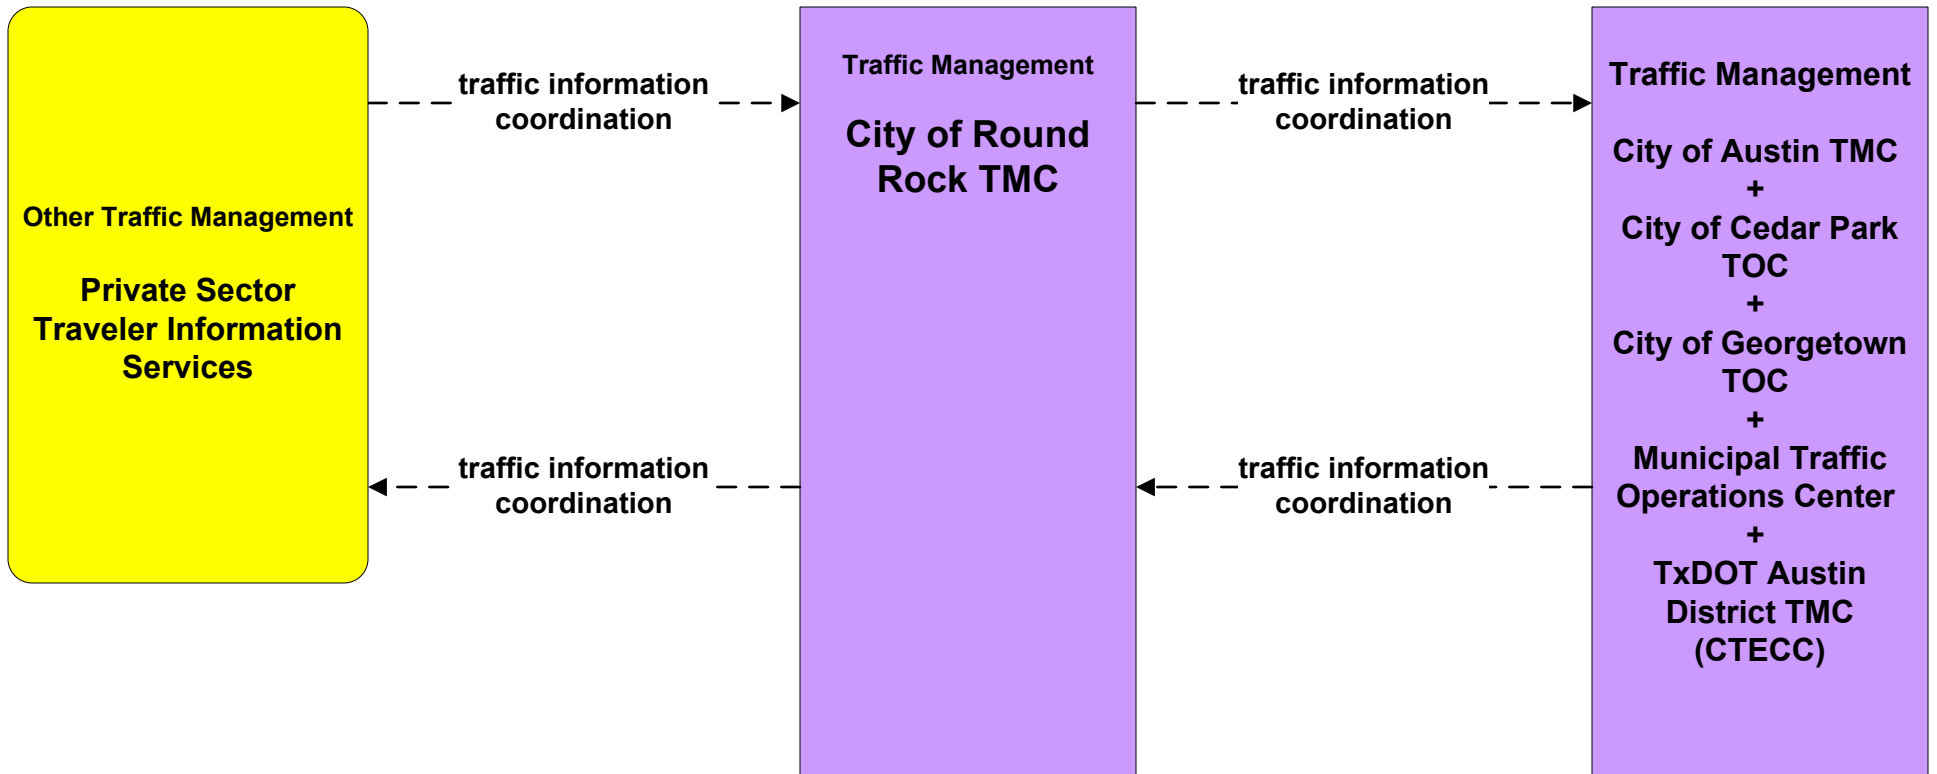 Other Traffic Management
Private Sector
Traveler Information
Services
traffic information
coordination
traffic information
coordination
Traffic Management
City of Round
Rock TMC
traffic information
coordination
traffic information
coordination
Traffic Management
City of Austin TMC
+
City of Cedar Park
TOC
+
City of Georgetown
TOC
+
Municipal Traffic
Operations Center
+
TxDOT Austin
District TMC
(CTECC)